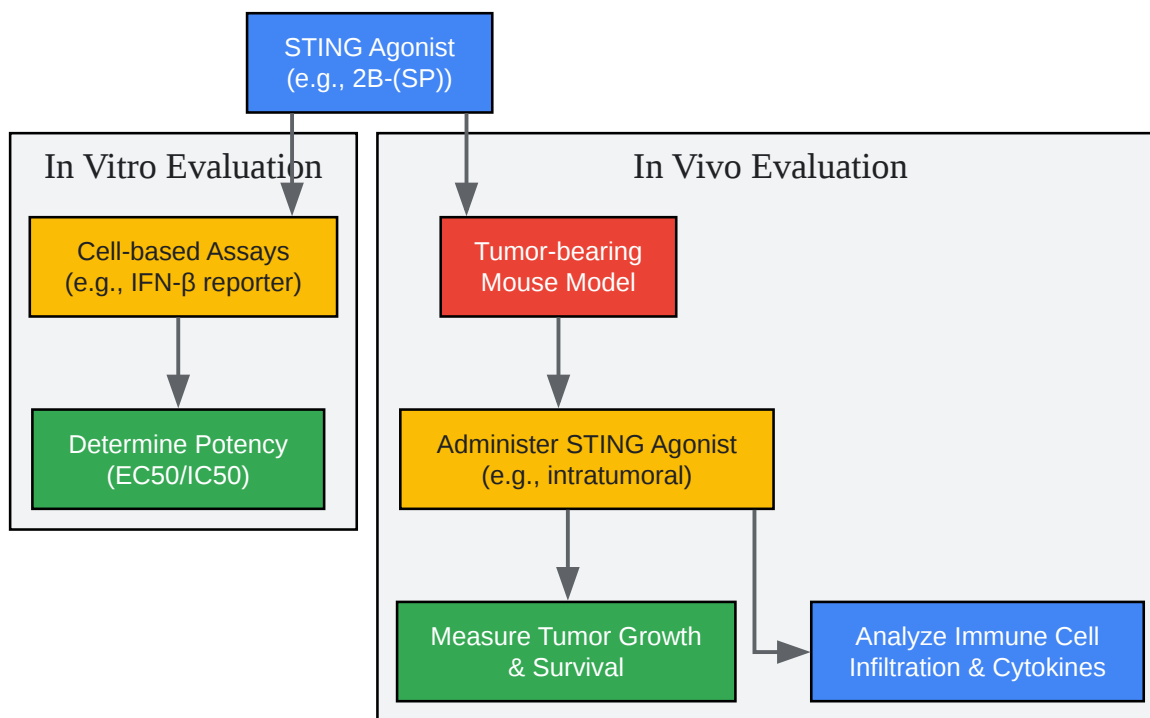 STING Agonist
(e.g., 2B-(SP))
In Vitro Evaluation
Cell-based Assays
(e.g., IFN-β reporter)
Determine Potency
(EC50/IC50)
In Vivo Evaluation
Tumor-bearing
Mouse Model
Administer STING Agonist
(e.g., intratumoral)
Measure Tumor Growth
& Survival
Analyze Immune Cell
Infiltration & Cytokines